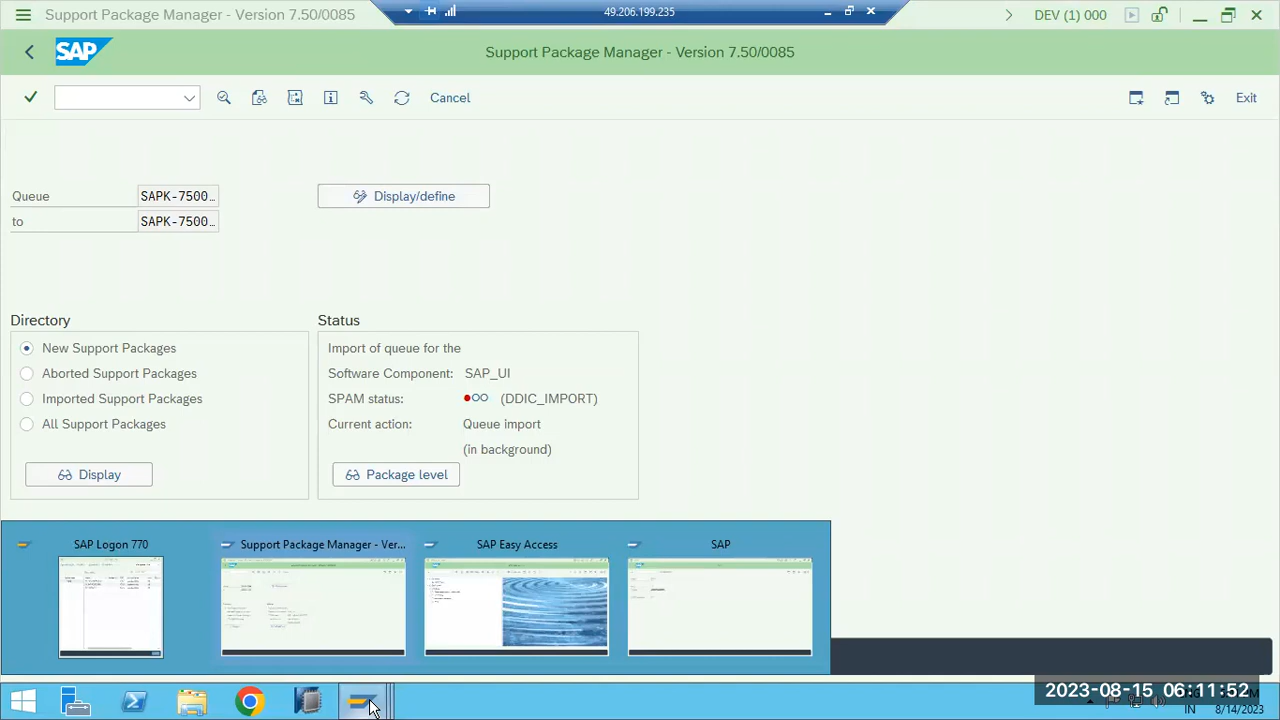 Support Package Manager - Version 7.50/0085
49.206.199.235
DEV (1) 000
SAP
Support Package Manager - Version 7.50/0085
Cancel
Exit
Queue SAPK-7500..
Display/define
to SAPK-7500..
Directory
New Support Packages
Aborted Support Packages
Imported Support Packages
All Support Packages
Display
Status
Import of queue for the
Software Component: SAP_UI
SPAM status: (DDIC_IMPORT)
Current action: Queue import
(in background)
Package level
SAP Logon 770
Support Package Manager - Ver...
SAP Easy Access
SAP
2023-08-15 06:11:52
IN
8/14/2023